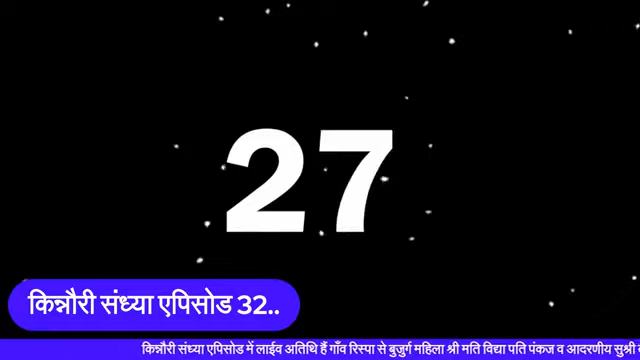 27
किन्नौरी संध्या एपिसोड 32..
किन्नौरी संध्या एपिसोड में लाईव अतिथि हैं गाँव रिस्पा से बुजुर्ग महिला श्री मति विद्या पति पंकज व आदरणीय सुश्री